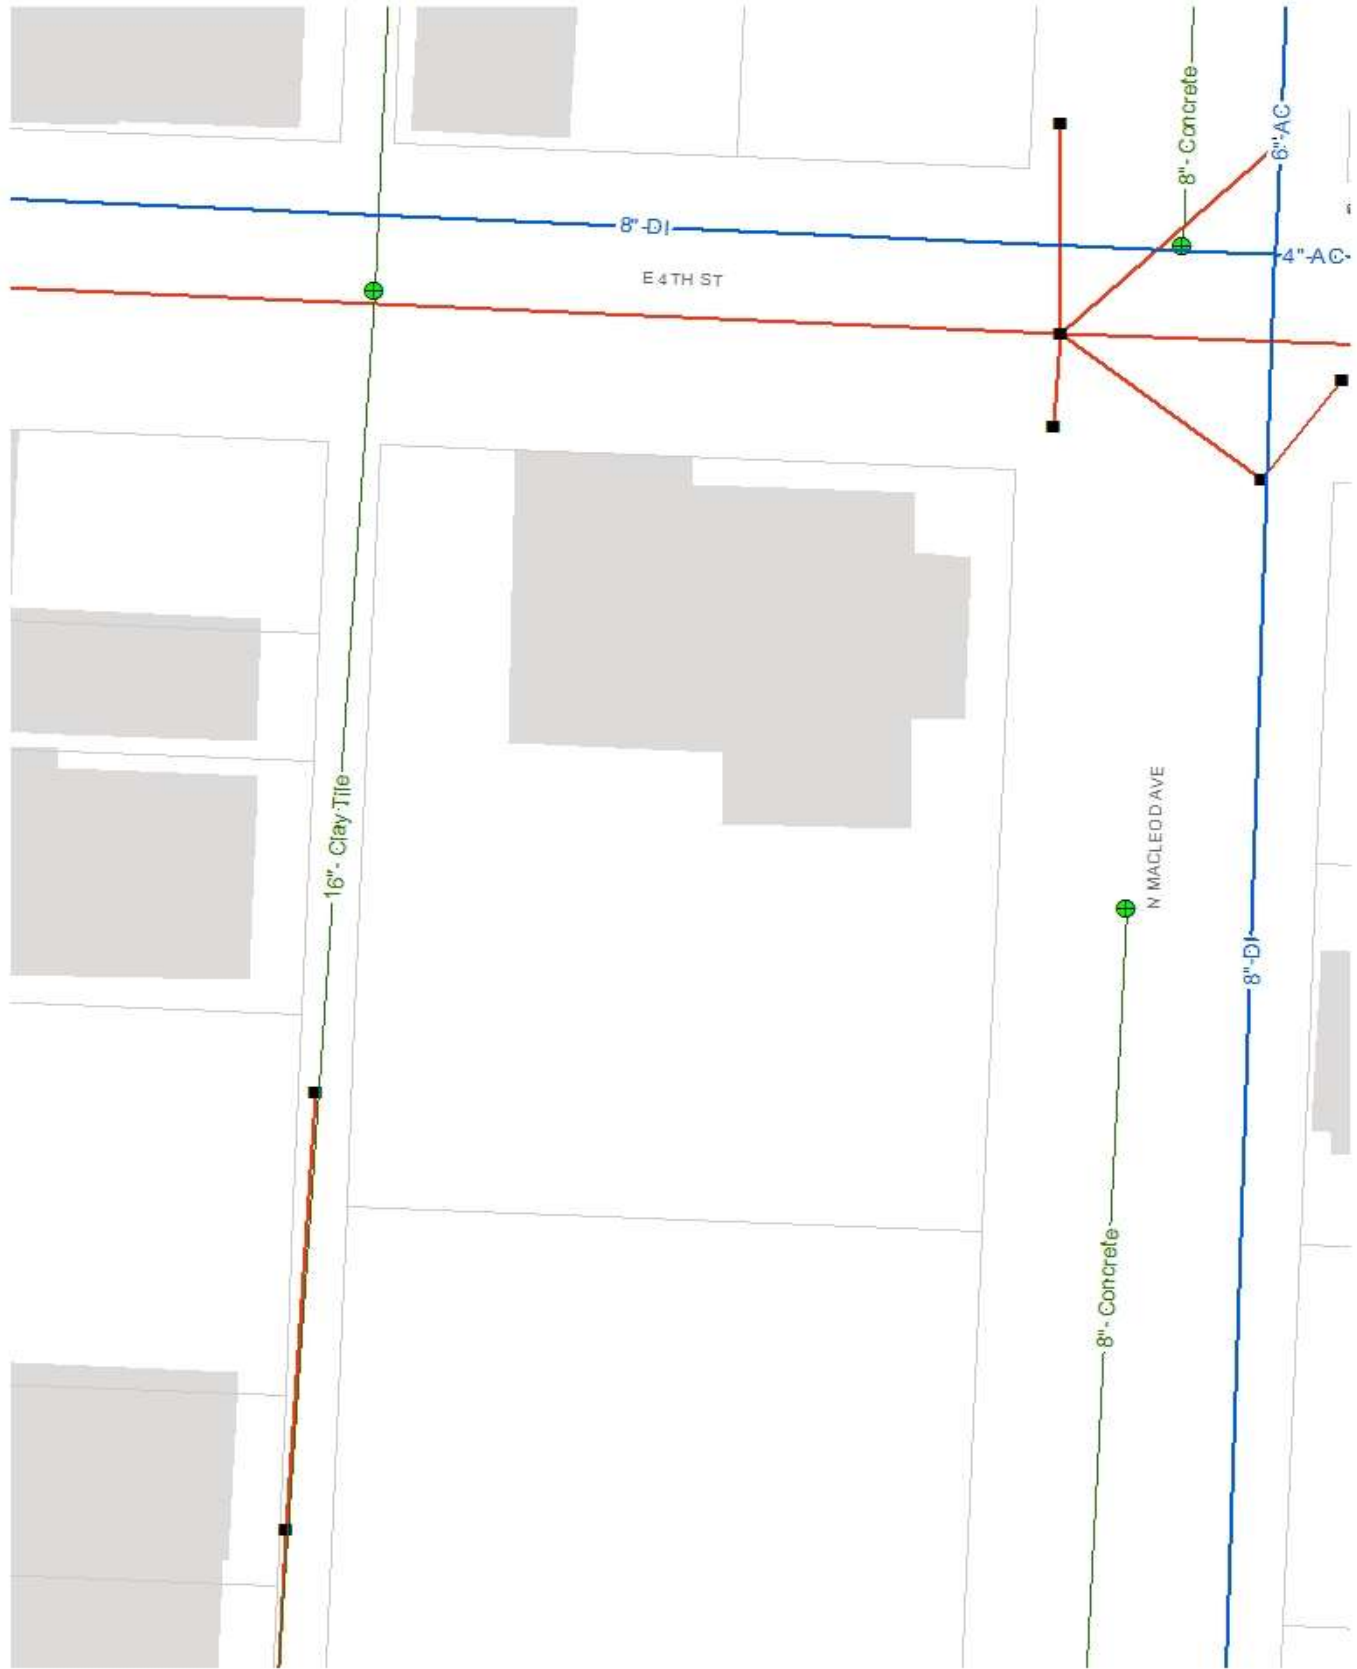 8"- Concrete
6"-AC
8"-DI
4"-AC
E 4TH ST
16"- Clay Tile
N MACLEOD AVE
8"-DI
8"- Concrete